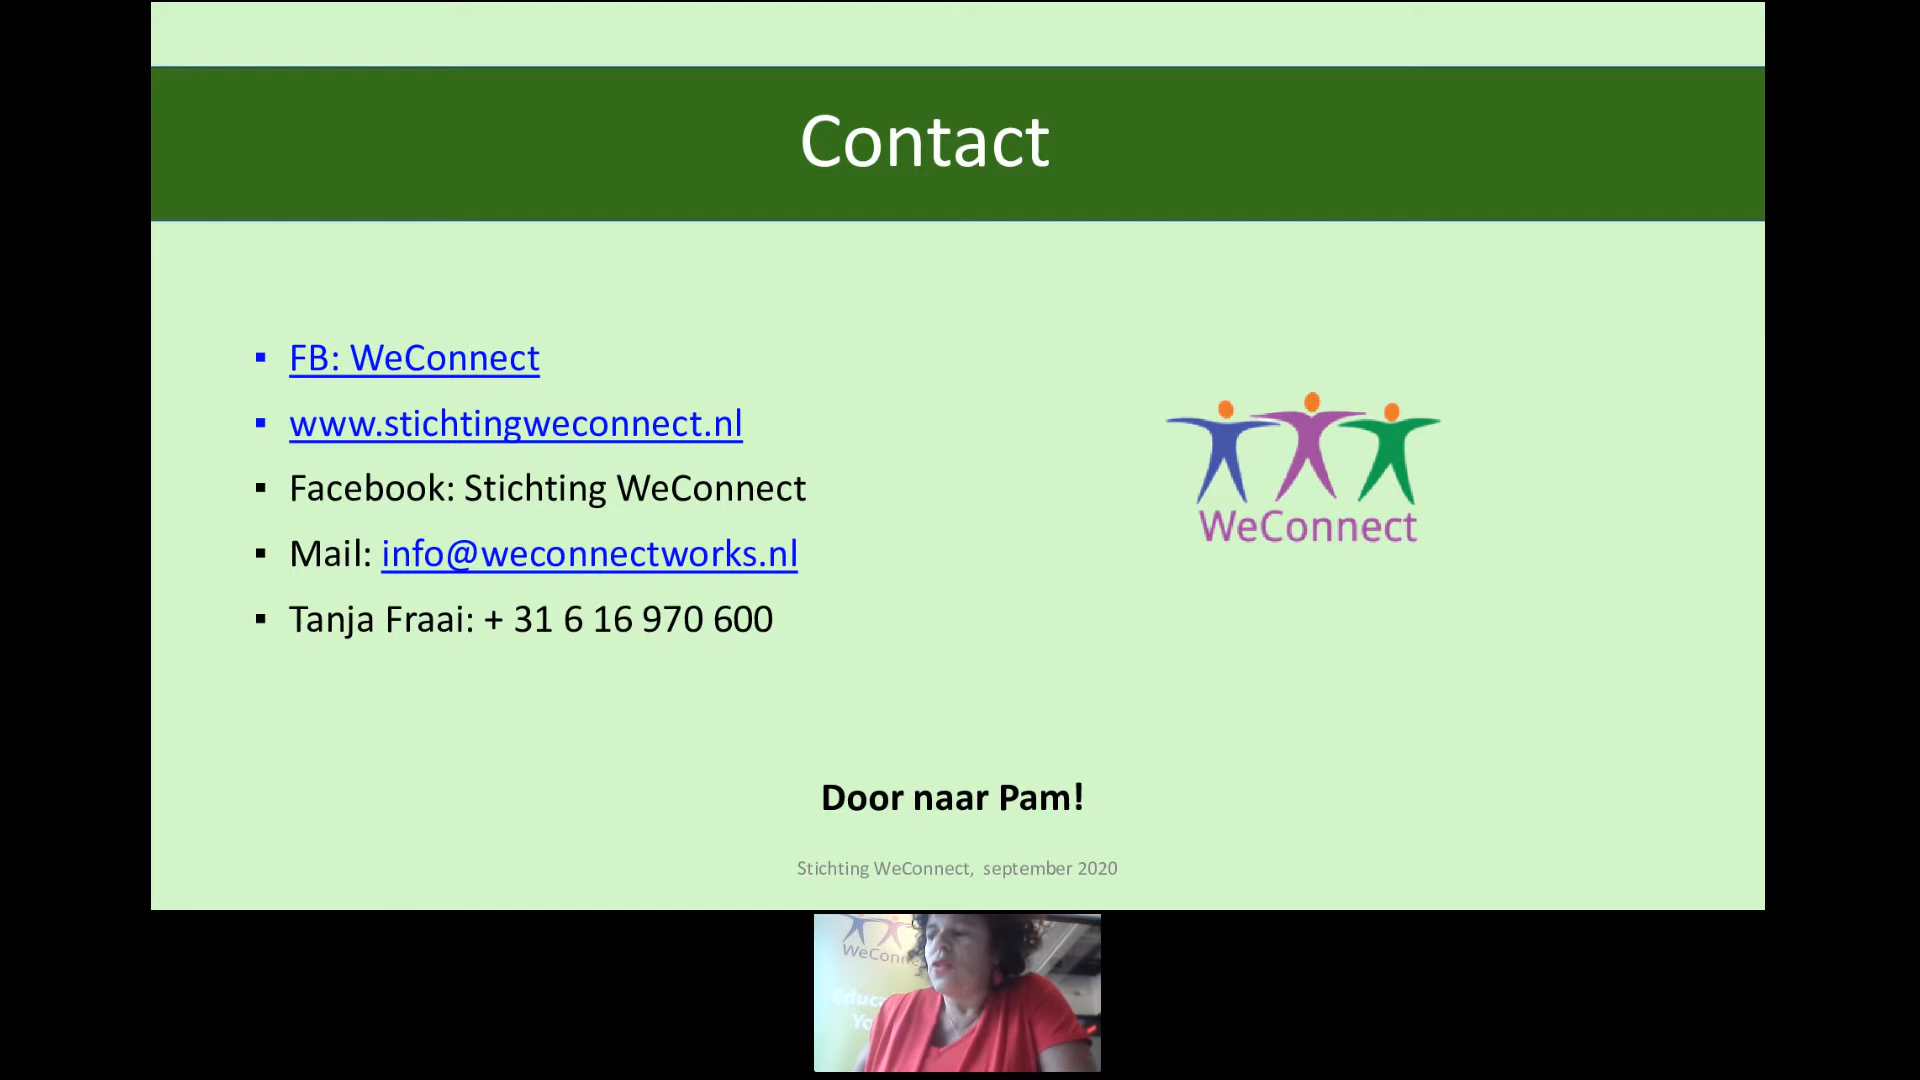 Contact
FB: WeConnect
www.stichtingweconnect.nl
Facebook: Stichting WeConnect
Mail: info@weconnectworks.nl
Tanja Fraai: + 31 6 16 970 600
WeConnect
Door naar Pam!
Stichting WeConnect,  september 2020